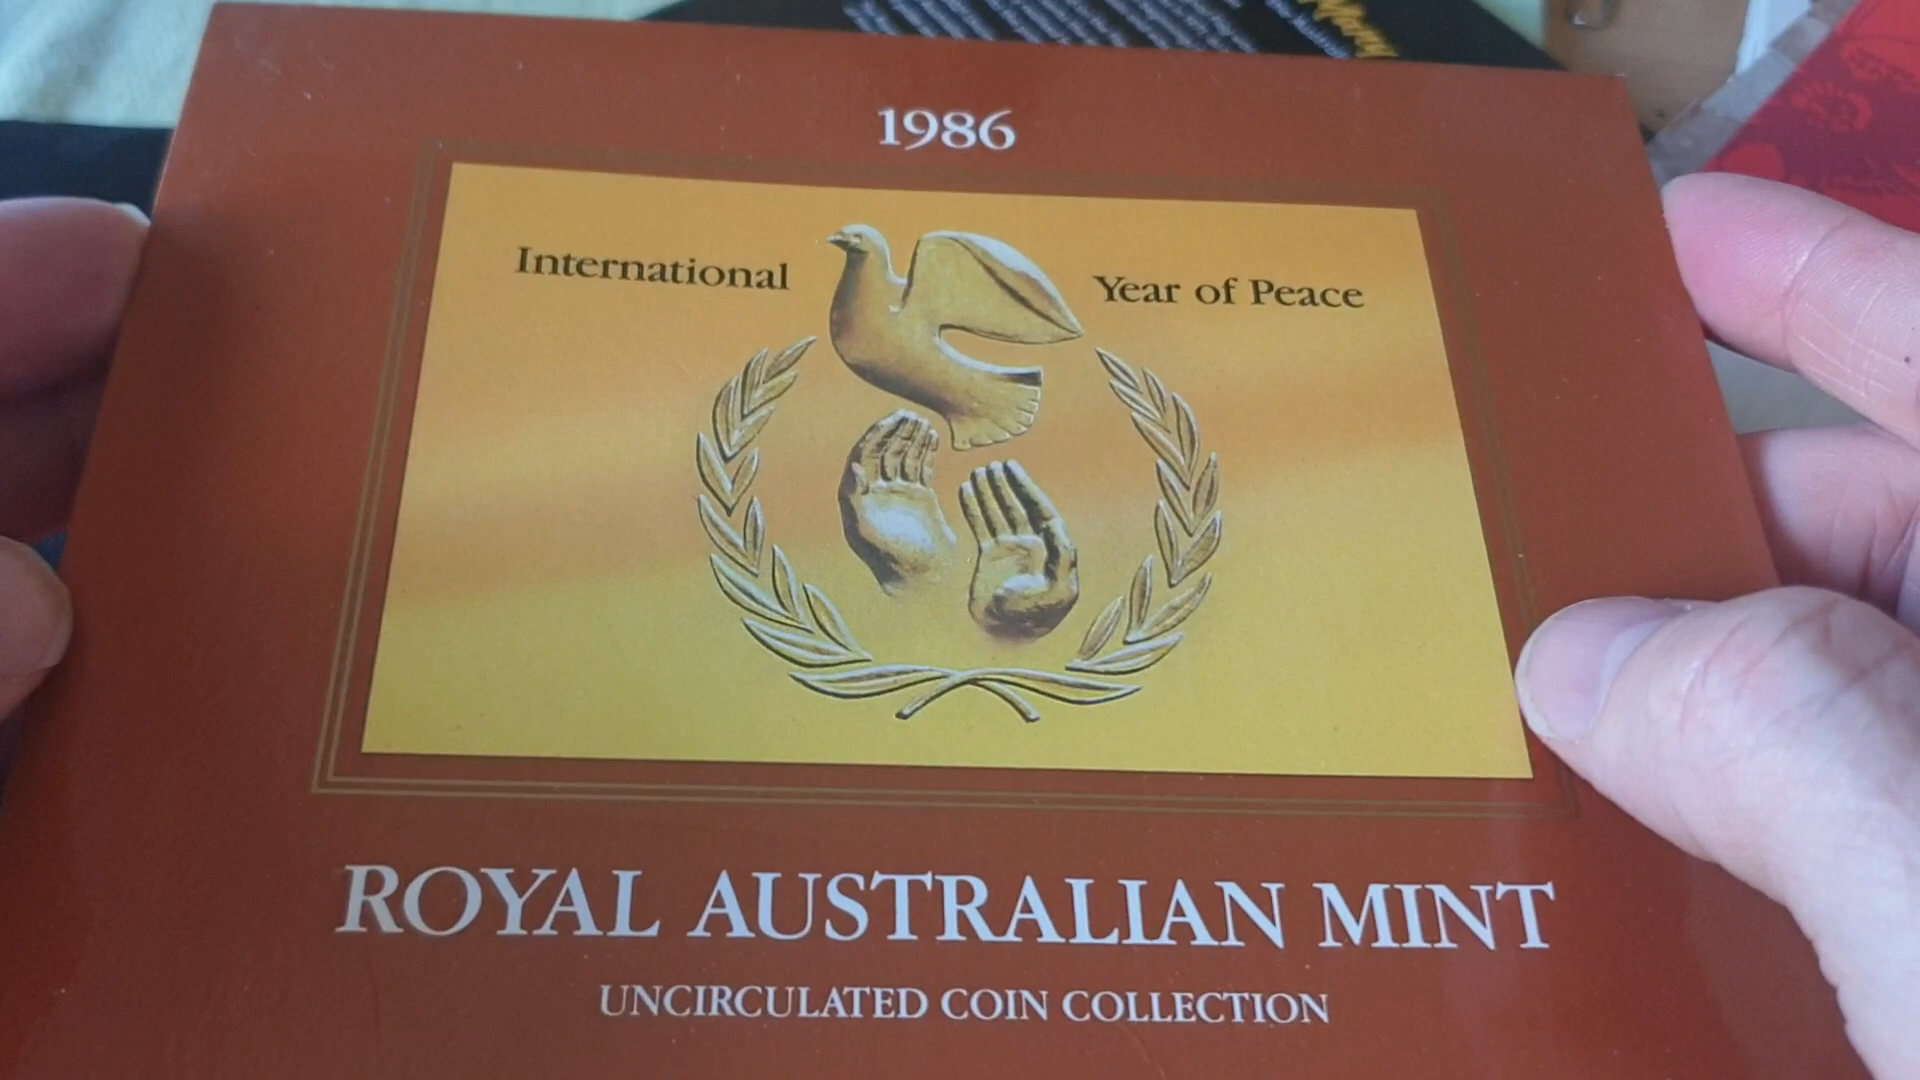 1986
International Year of Peace
ROYAL AUSTRALIAN MINT
UNCIRCULATED COIN COLLECTION